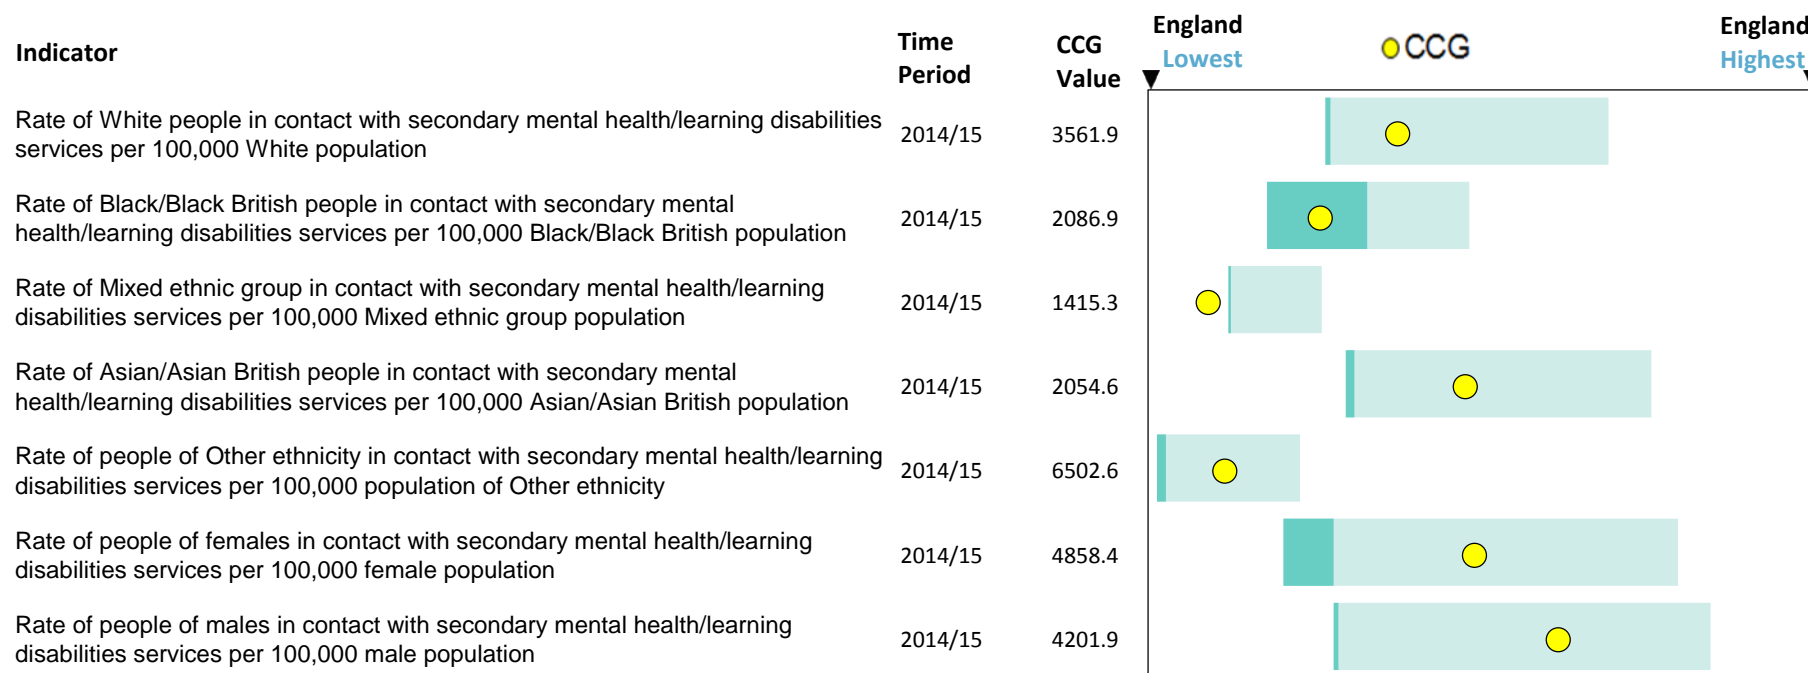 Indicator
Time
Period
CCG
Value
England
Lowest
CCG
England
Highest
Rate of White people in contact with secondary mental health/learning disabilities
services per 100,000 White population
2014/15
3561.9
Rate of Black/Black British people in contact with secondary mental
health/learning disabilities services per 100,000 Black/Black British population
2014/15
2086.9
Rate of Mixed ethnic group in contact with secondary mental health/learning
disabilities services per 100,000 Mixed ethnic group population
2014/15
1415.3
Rate of Asian/Asian British people in contact with secondary mental
health/learning disabilities services per 100,000 Asian/Asian British population
2014/15
2054.6
Rate of people of Other ethnicity in contact with secondary mental health/learning
disabilities services per 100,000 population of Other ethnicity
2014/15
6502.6
Rate of people of females in contact with secondary mental health/learning
disabilities services per 100,000 female population
2014/15
4858.4
Rate of people of males in contact with secondary mental health/learning
disabilities services per 100,000 male population
2014/15
4201.9